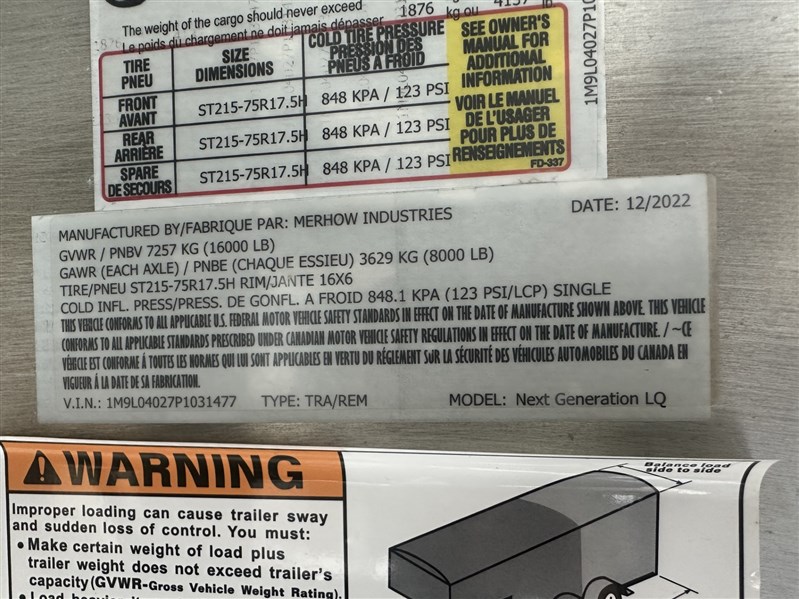 The weight of the cargo should never exceed
Le poids du chargement ne doit jamais dépasser 1876 kg ou 4137 lb
TIRE PNEU SIZE DIMENSIONS COLD TIRE PRESSURE PRESSION DES PNEUS A FROID
FRONT AVANT ST215-75R17.5H 848 KPA / 123 PSI
REAR ARRIÈRE ST215-75R17.5H 848 KPA / 123 PSI
SPARE DE SECOURS ST215-75R17.5H 848 KPA / 123 PSI
SEE OWNER'S
MANUAL FOR
ADDITIONAL
INFORMATION
VOIR LE MANUEL
DE L'USAGER
POUR PLUS DE
RENSEIGNEMENTS
FD-337
1M9L04027P10
MANUFACTURED BY/FABRIQUE PAR: MERHOW INDUSTRIES DATE: 12/2022
GVWR / PNBV 7257 KG (16000 LB)
GAWR (EACH AXLE) / PNBE (CHAQUE ESSIEU) 3629 KG (8000 LB)
TIRE/PNEU ST215-75R17.5H RIM/JANTE 16X6
COLD INFL. PRESS/PRESS. DE GONFL. A FROID 848.1 KPA (123 PSI/LCP) SINGLE
THIS VEHICLE CONFORMS TO ALL APPLICABLE U.S. FEDERAL MOTOR VEHICLE SAFETY STANDARDS IN EFFECT ON THE DATE OF MANUFACTURE SHOWN ABOVE. THIS VEHICLE
CONFORMS TO ALL APPLICABLE STANDARDS PRESCRIBED UNDER CANADIAN MOTOR VEHICLE SAFETY REGULATIONS IN EFFECT ON THE DATE OF MANUFACTURE. / ~CE
VÉHICLE EST CONFORME Á TOUTES LES NORMES QUI LUI SONT APPLICABLES EN VERTU DU RÉGLEMENT SUR LA SÉCURITÉ DES VÉHICULES AUTOMOBILES DU CANADA EN
VIGUEUR Á LA DATE DE SA FABRICATION.
V.I.N.: 1M9L04027P1031477 TYPE: TRA/REM MODEL: Next Generation LQ
WARNING
Improper loading can cause trailer sway
and sudden loss of control. You must:
• Make certain weight of load plus
trailer weight does not exceed trailer's
capacity (GVWR-Gross Vehicle Weight Rating).
Balance load
side to side